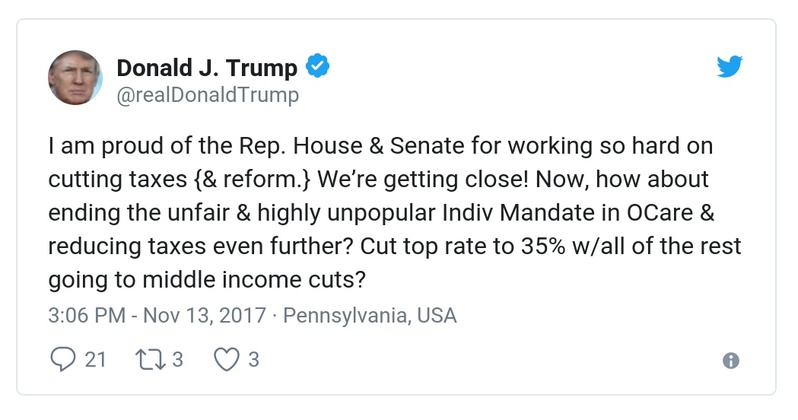 Donald J. Trump
@realDonaldTrump
I am proud of the Rep. House & Senate for working so hard on
cutting taxes {& reform.} We’re getting close! Now, how about
ending the unfair & highly unpopular Indiv Mandate in OCare &
reducing taxes even further? Cut top rate to 35% w/all of the rest
going to middle income cuts?
3:06 PM - Nov 13, 2017 · Pennsylvania, USA
21 3 3